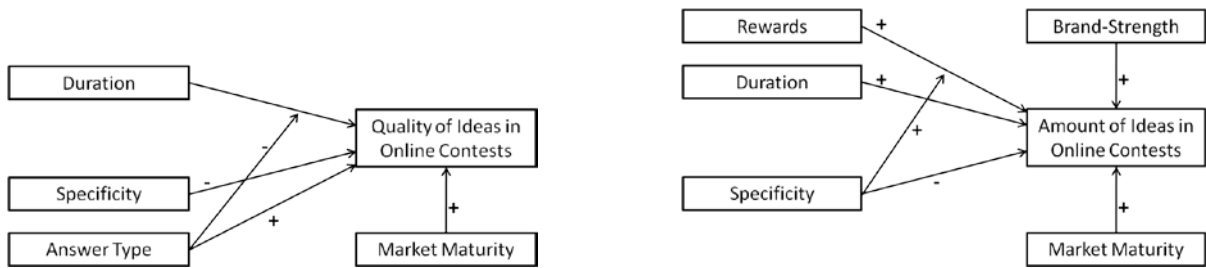 Duration
-
Quality of Ideas in
Online Contests
-
Specificity
+
+
Answer Type
Market Maturity
Rewards
+
Brand-Strength
+
Duration
+
+
Amount of Ideas in
Online Contests
Specificity
-
+
Market Maturity